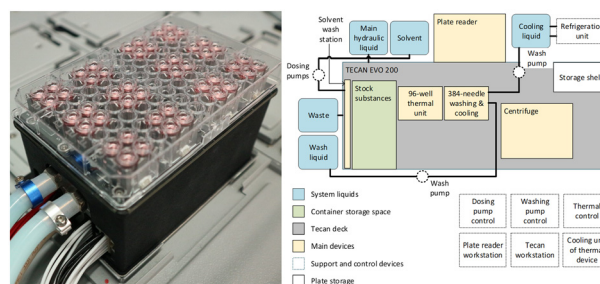 Solvent
wash
station
Main
hydraulic
liquid
Solvent
Plate reader
Cooling
liquid
Refrigeration
unit
Dosing
pumps
Wash
pump
TECAN EVO 200
Storage shel
Stock
substances
96-well
thermal
unit
384-needle
washing &
cooling
Centrifuge
Waste
Wash
liquid
Wash
pump
System liquids
Container storage space
Tecan deck
Main devices
Support and control devices
Plate storage
Dosing
pump
control
Washing
pump
control
Thermal
control
Plate reader
workstation
Tecan
workstation
Cooling un
of therma
device